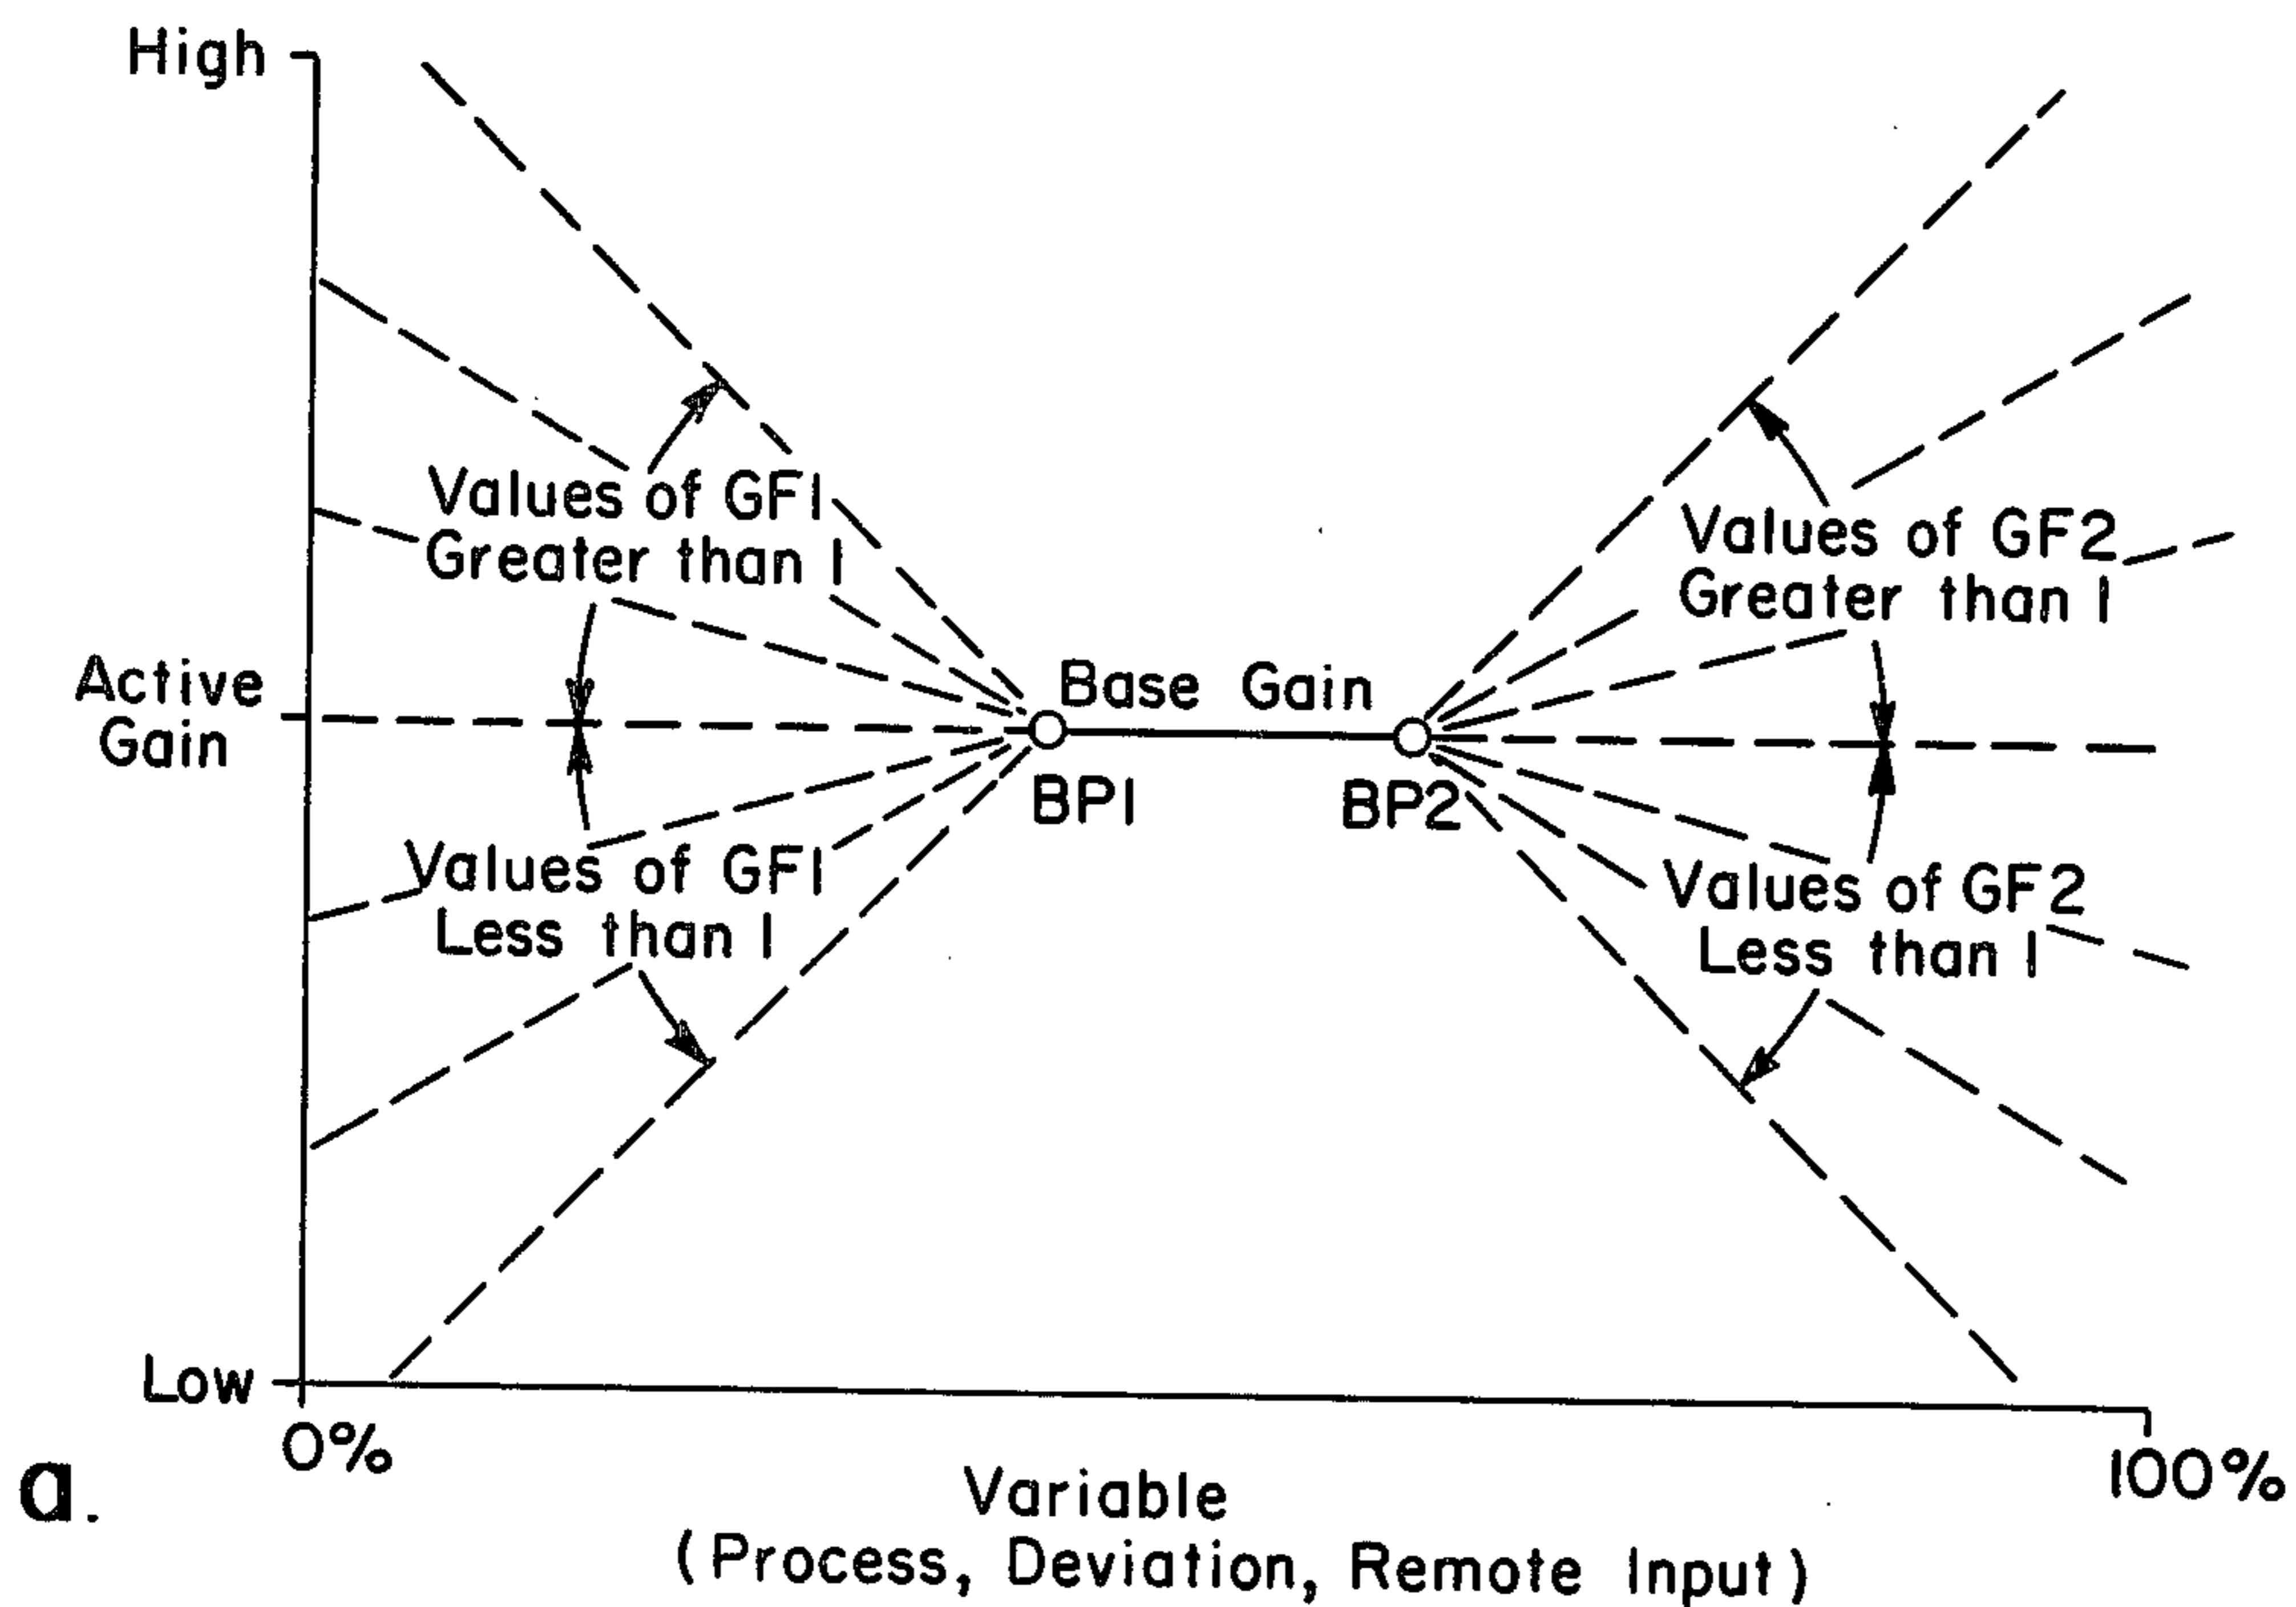 High
Values of GF1
Greater than 1
Values of GF2
Greater than 1
Active
Gain
Base Gain
BP1
BP2
Values of GF1
Less than 1
Values of GF2
Less than 1
Low
0%
100%
a.
Variable
(Process, Deviation, Remote Input)